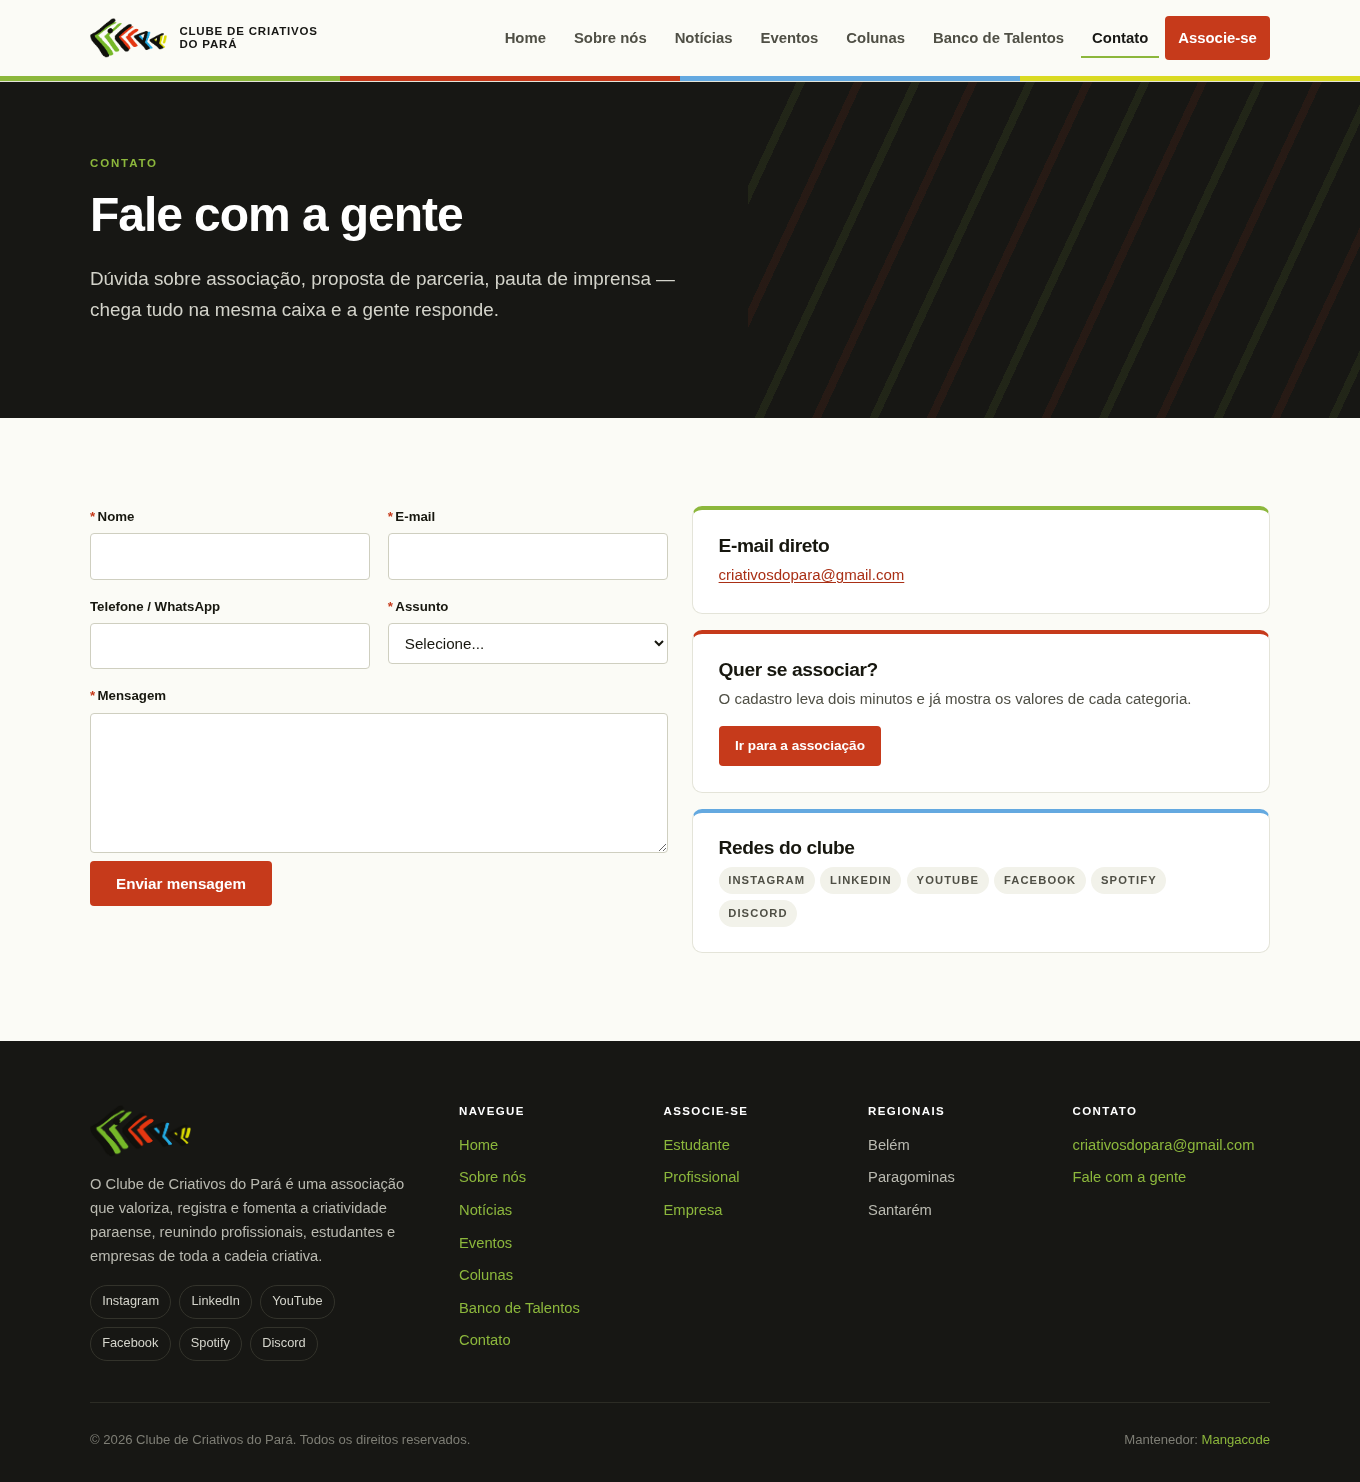 CLUBE DE CRIATIVOS
DO PARÁ
Home Sobre nós Notícias Eventos Colunas Banco de Talentos Contato Associe-se
CONTATO
Fale com a gente
Dúvida sobre associação, proposta de parceria, pauta de imprensa —
chega tudo na mesma caixa e a gente responde.
* Nome
* E-mail
Telefone / WhatsApp
* Assunto
Selecione...
* Mensagem
Enviar mensagem
E-mail direto
criativosdopara@gmail.com
Quer se associar?
O cadastro leva dois minutos e já mostra os valores de cada categoria.
Ir para a associação
Redes do clube
INSTAGRAM LINKEDIN YOUTUBE FACEBOOK SPOTIFY
DISCORD
O Clube de Criativos do Pará é uma associação
que valoriza, registra e fomenta a criatividade
paraense, reunindo profissionais, estudantes e
empresas de toda a cadeia criativa.
Instagram LinkedIn YouTube
Facebook Spotify Discord
NAVEGUE
Home
Sobre nós
Notícias
Eventos
Colunas
Banco de Talentos
Contato
ASSOCIE-SE
Estudante
Profissional
Empresa
REGIONAIS
Belém
Paragominas
Santarém
CONTATO
criativosdopara@gmail.com
Fale com a gente
© 2026 Clube de Criativos do Pará. Todos os direitos reservados.
Mantenedor: Mangacode